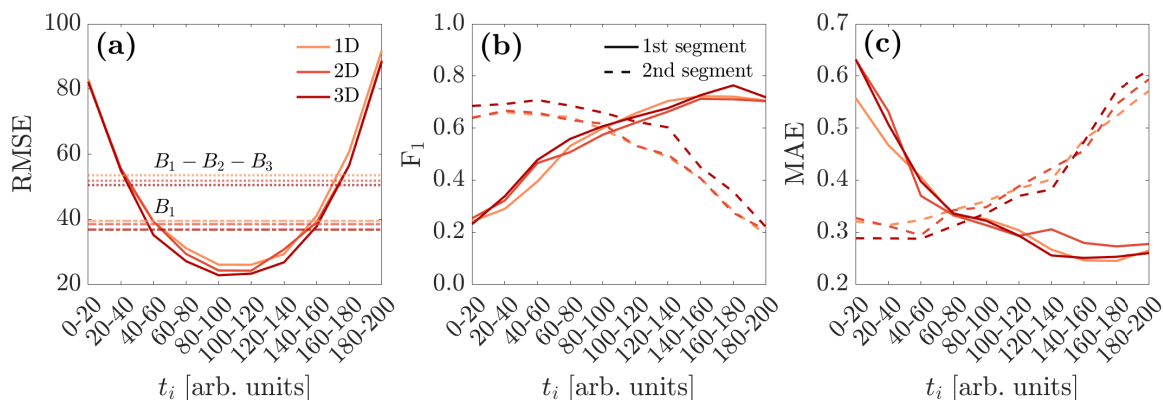 (a)
RMSE
100
80
60
40
20
1D
2D
3D
B₁ − B₂ − B₃
B₁
0-20
20-40
40-60
60-80
80-100
100-120
120-140
140-160
160-180
180-200
tᵢ [arb. units]
(b)
F₁
1.0
0.8
0.6
0.4
0.2
0.0
1st segment
2nd segment
0-20
20-40
40-60
60-80
80-100
100-120
120-140
140-160
160-180
180-200
tᵢ [arb. units]
(c)
MAE
0.7
0.6
0.5
0.4
0.3
0.2
0-20
20-40
40-60
60-80
80-100
100-120
120-140
140-160
160-180
180-200
tᵢ [arb. units]